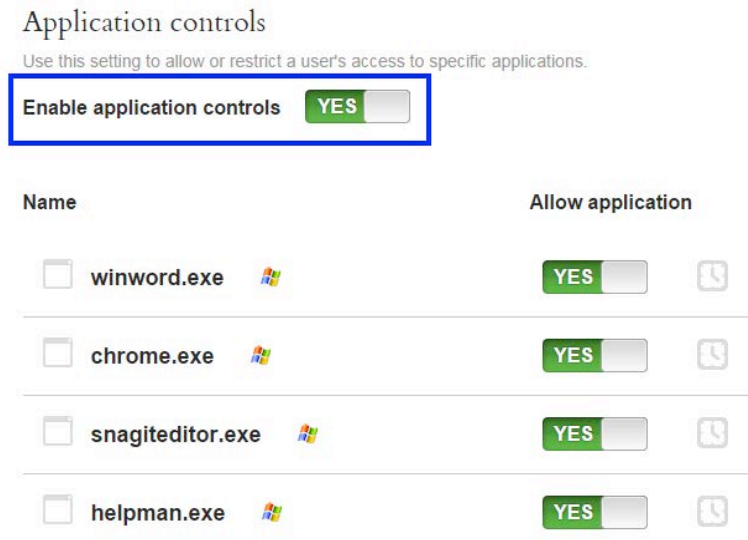 Application controls
Use this setting to allow or restrict a user's access to specific applications.
Enable application controls YES
Name Allow application
winword.exe YES
chrome.exe YES
snagiteditor.exe YES
helpman.exe YES